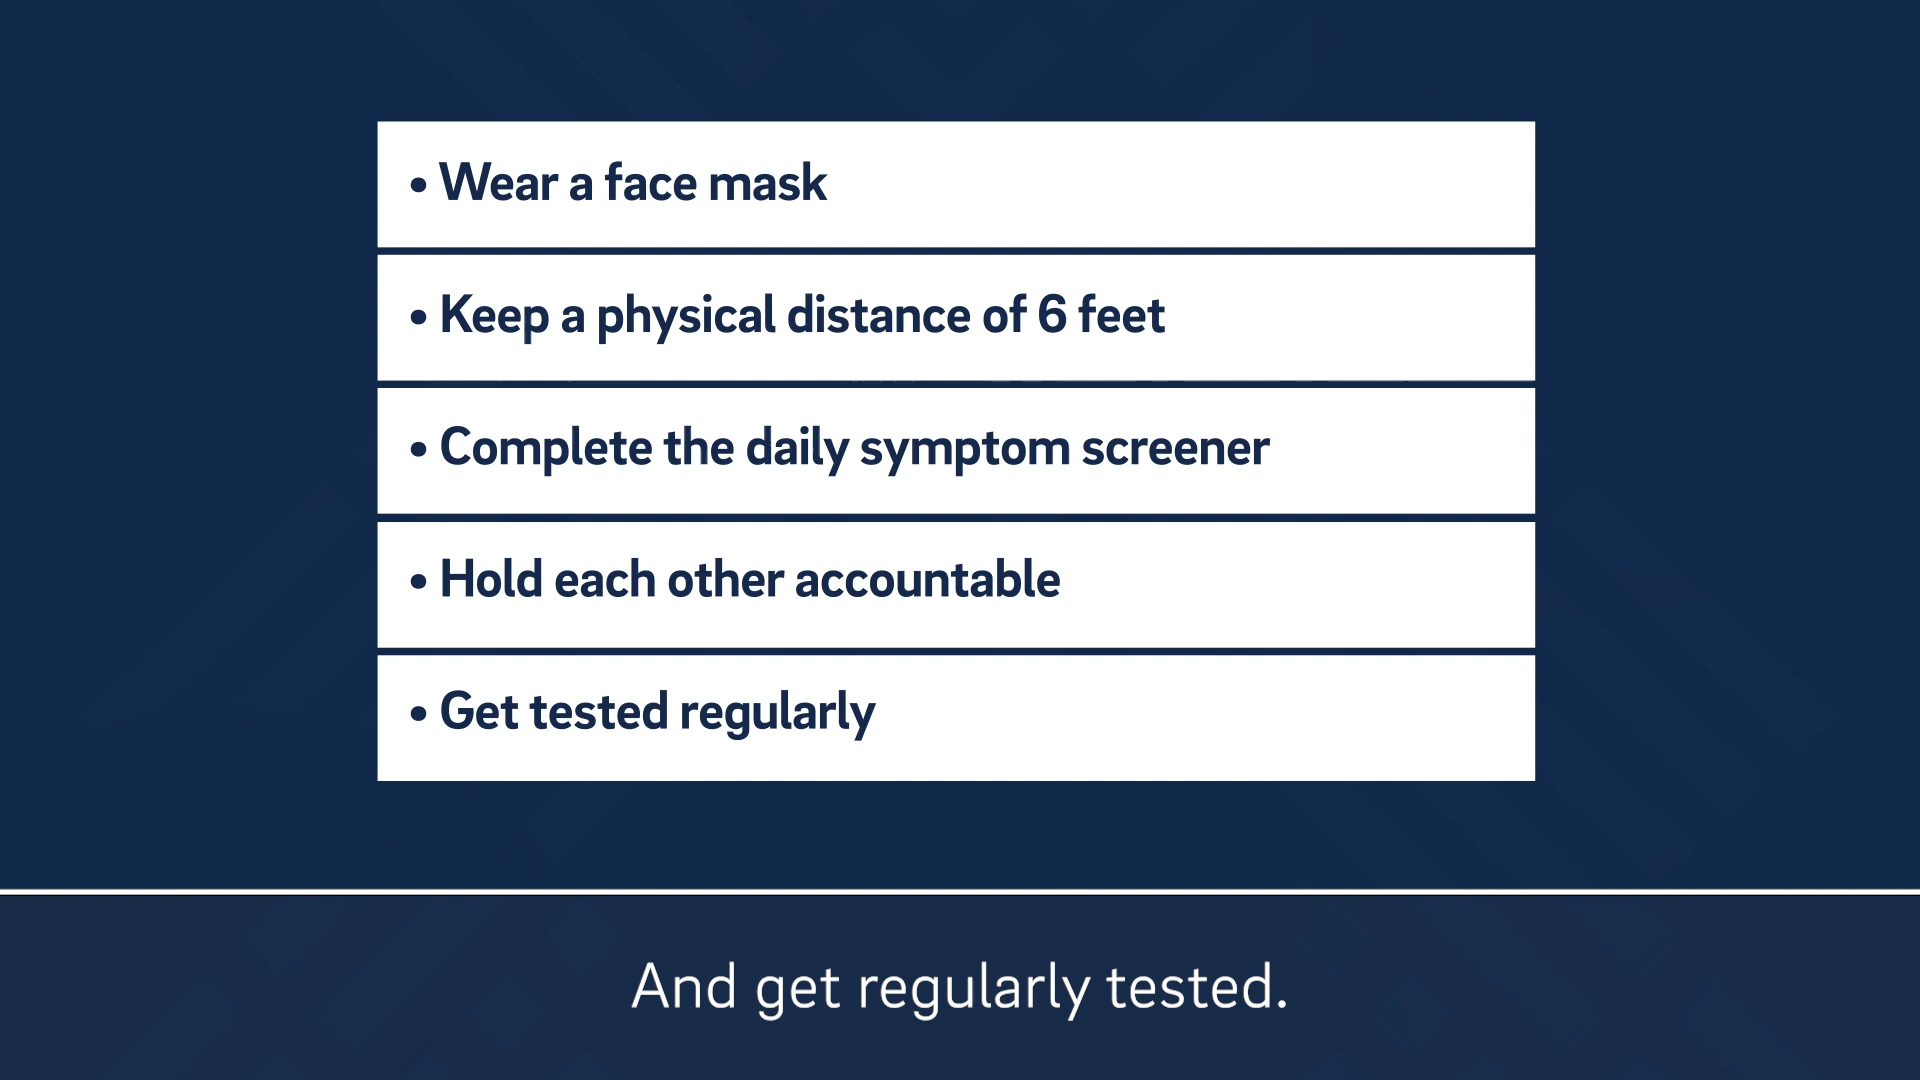 • Wear a face mask
• Keep a physical distance of 6 feet
• Complete the daily symptom screener
• Hold each other accountable
• Get tested regularly
And get regularly tested.